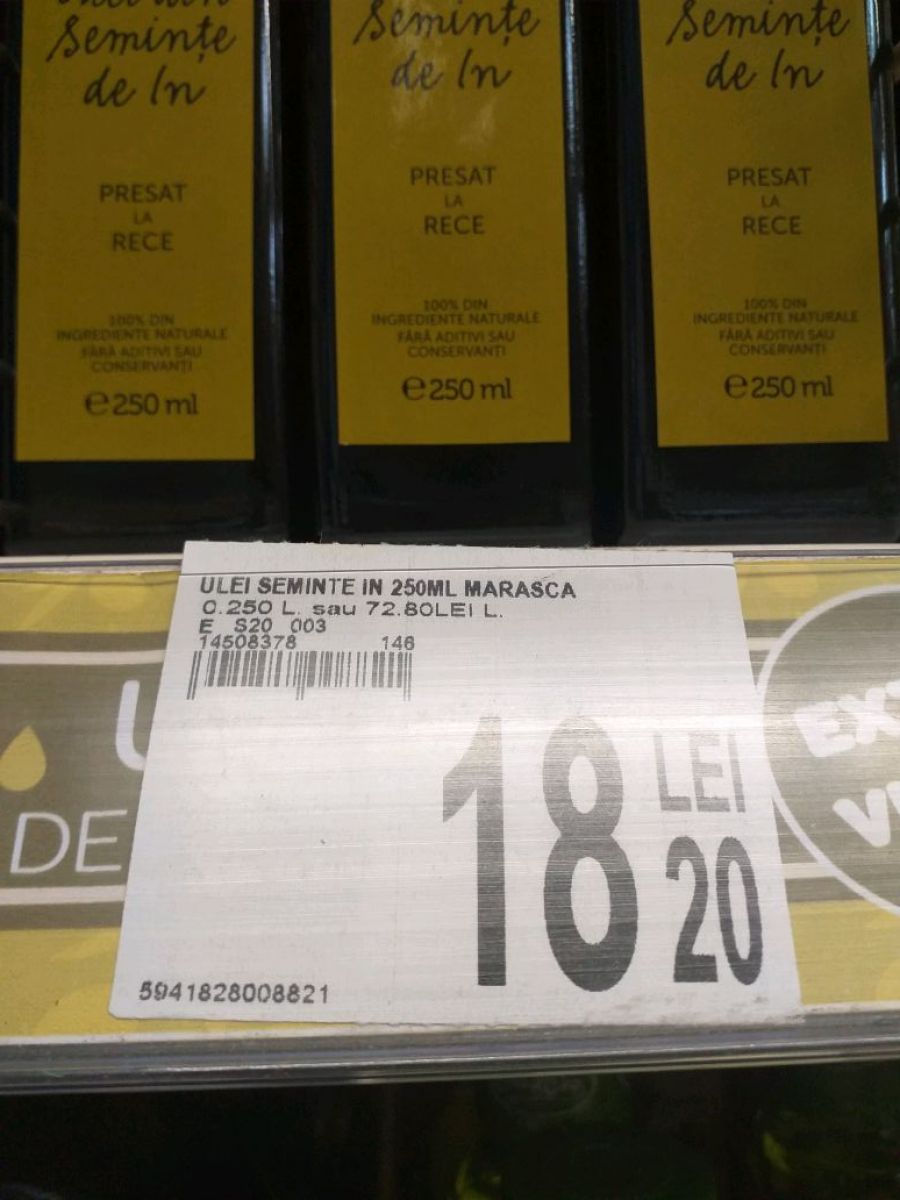 Semințe
de In
PRESAT
LA
RECE
100% DIN
INGREDIENTE NATURALE
FĂRĂ ADITIVI SAU
CONSERVANȚI
℮250 ml
Semințe
de In
PRESAT
LA
RECE
100% DIN
INGREDIENTE NATURALE
FĂRĂ ADITIVI SAU
CONSERVANȚI
℮250 ml
Semințe
de In
PRESAT
LA
RECE
100% DIN
INGREDIENTE NATURALE
FĂRĂ ADITIVI SAU
CONSERVANȚI
℮250 ml
ULEI SEMINTE IN 250ML MARASCA
0.250 L. sau 72.80LEI L.
E S20 003
14508378 146
18 LEI
20
5941828008821
DE